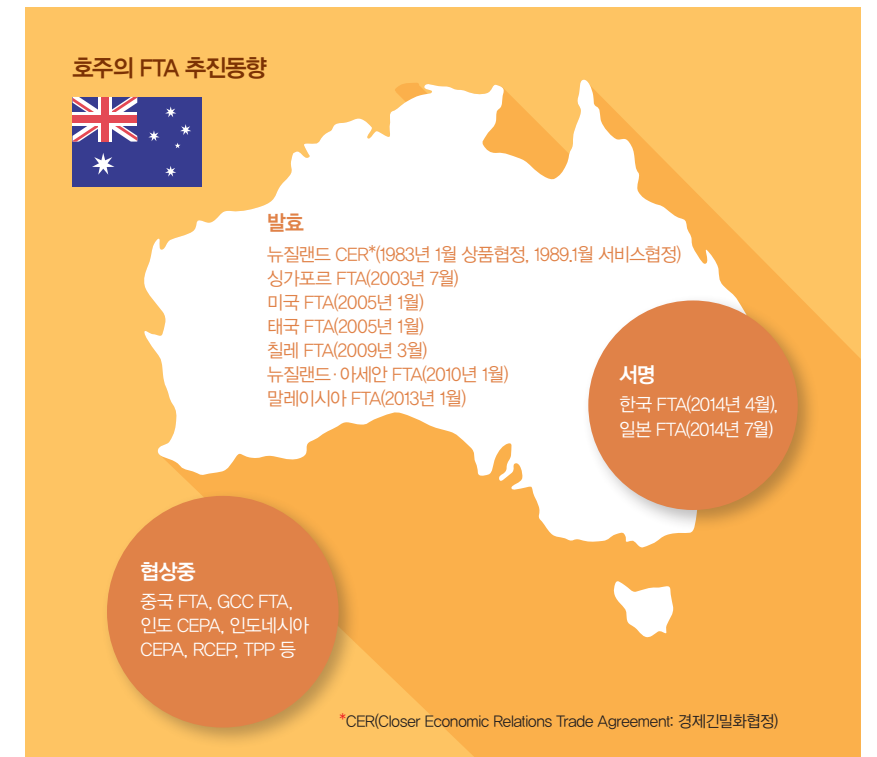 호주의 FTA 추진동향
발효
뉴질랜드 CER*(1983년 1월 상품협정, 1989.1월 서비스협정)
싱가포르 FTA(2003년 7월)
미국 FTA(2005년 1월)
태국 FTA(2005년 1월)
칠레 FTA(2009년 3월)
뉴질랜드·아세안 FTA(2010년 1월)
말레이시아 FTA(2013년 1월)
서명
한국 FTA(2014년 4월),
일본 FTA(2014년 7월)
협상중
중국 FTA, GCC FTA,
인도 CEPA, 인도네시아
CEPA, RCEP, TPP 등
*CER(Closer Economic Relations Trade Agreement: 경제긴밀화협정)